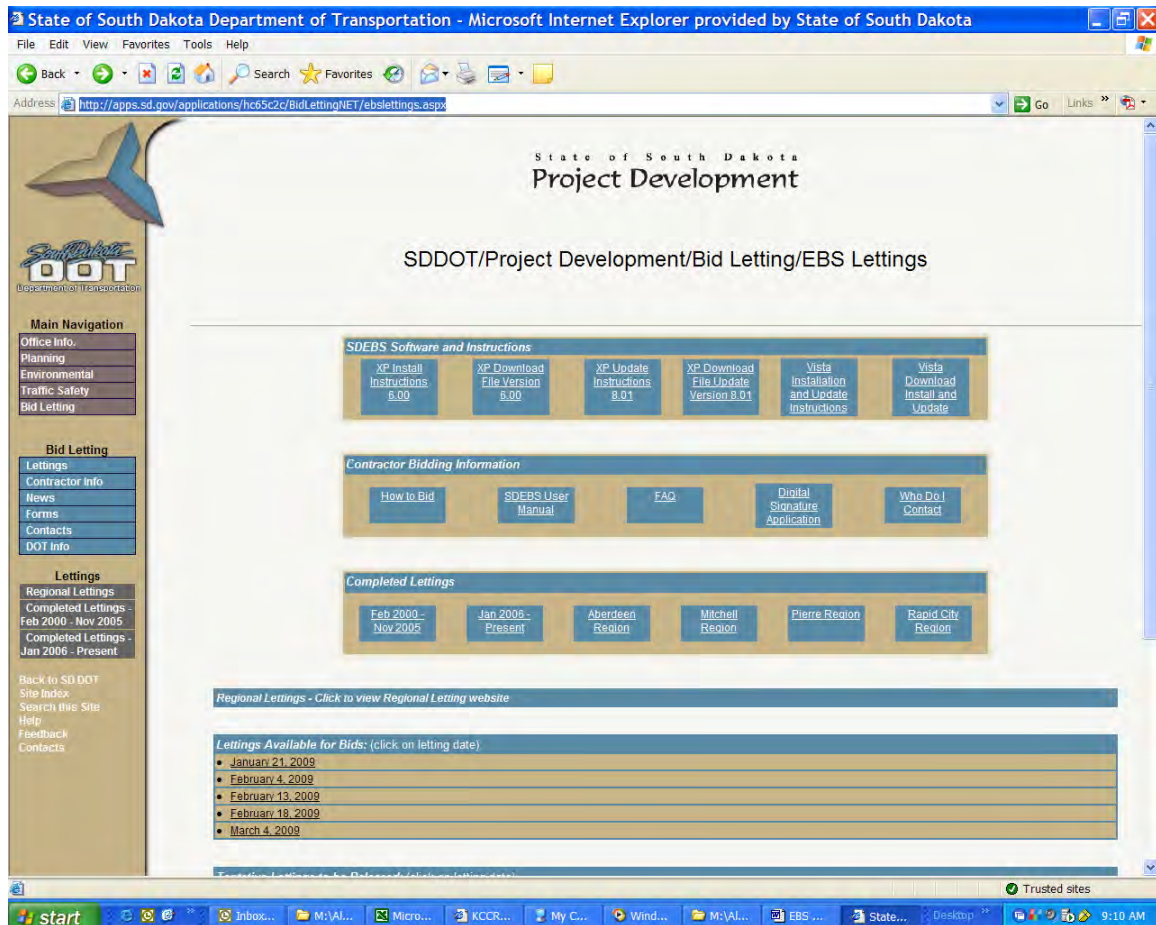 State of South Dakota Department of Transportation - Microsoft Internet Explorer provided by State of South Dakota
File Edit View Favorites Tools Help
Back Search Favorites
Address http://apps.sd.gov/applications/hc65c2c/BidLettingNET/ebslettings.aspx Go Links »
State of South Dakota
Project Development
SouthDakota
DOT
Department of Transportation
SDDOT/Project Development/Bid Letting/EBS Lettings
Main Navigation
Office Info.
Planning
Environmental
Traffic Safety
Bid Letting
Bid Letting
Lettings
Contractor Info
News
Forms
Contacts
DOT Info
Lettings
Regional Lettings
Completed Lettings -
Feb 2000 - Nov 2005
Completed Lettings -
Jan 2006 - Present
Back to SD DOT
Site Index
Search this Site
Help
Feedback
Contacts
SDEBS Software and Instructions
XP Install
Instructions
6.00
XP Download
File Version
6.00
XP Update
Instructions
8.01
XP Download
File Update
Version 8.01
Vista
Installation
and Update
Instructions
Vista
Download
Install and
Update
Contractor Bidding Information
How to Bid
SDEBS User
Manual
FAQ
Digital
Signature
Application
Who Do I
Contact
Completed Lettings
Feb 2000 -
Nov 2005
Jan 2006 -
Present
Aberdeen
Region
Mitchell
Region
Pierre Region
Rapid City
Region
Regional Lettings - Click to view Regional Letting website
Lettings Available for Bids: (click on letting date)
• January 21, 2009
• February 4, 2009
• February 13, 2009
• February 18, 2009
• March 4, 2009
Tentative Lettings to be Released: (click on letting date)
Trusted sites
start » Inbox... M:\Al... Micro... KCCR... My C... Wind... M:\Al... EBS ... State... Desktop » 9:10 AM